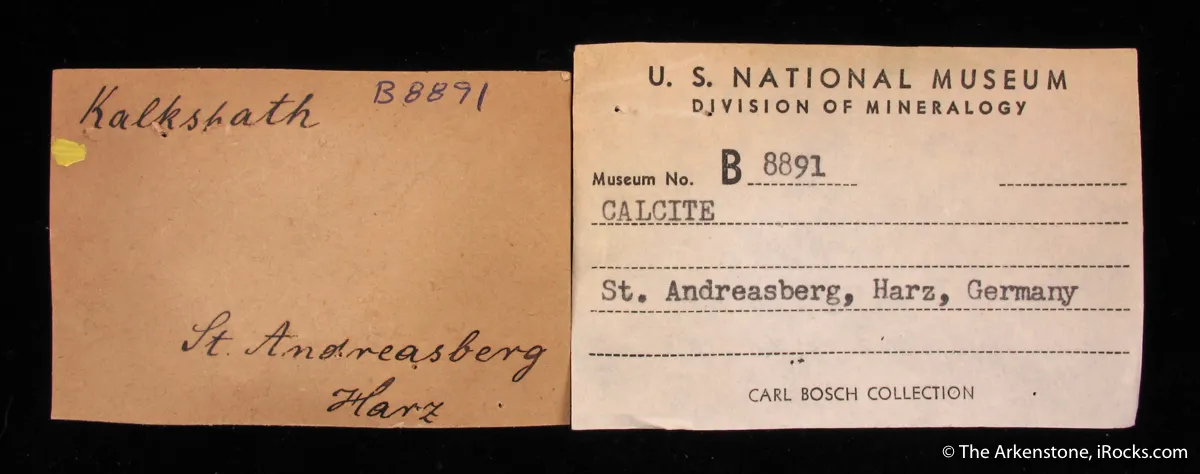 Kalkspath B8891
St. Andreasberg
Harz
U. S. NATIONAL MUSEUM
DIVISION OF MINERALOGY
Museum No. B 8891
CALCITE
St. Andreasberg, Harz, Germany
CARL BOSCH COLLECTION
© The Arkenstone, iRocks.com